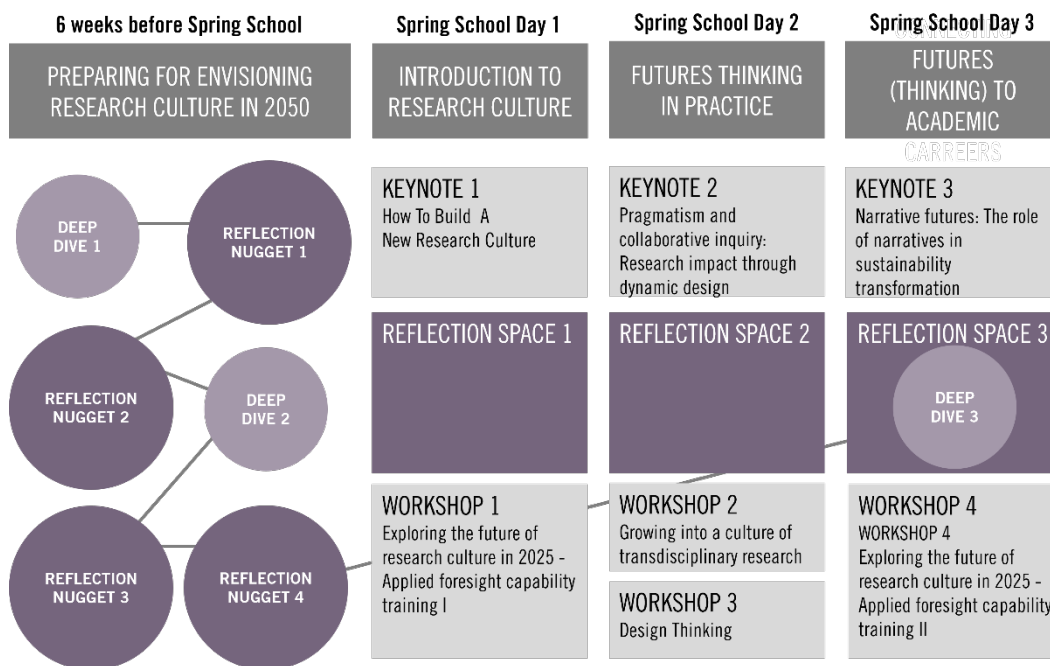 6 weeks before Spring School
PREPARING FOR ENVISIONING
RESEARCH CULTURE IN 2050
DEEP
DIVE 1
REFLECTION
NUGGET 1
REFLECTION
NUGGET 2
DEEP
DIVE 2
REFLECTION
NUGGET 3
REFLECTION
NUGGET 4
Spring School Day 1
INTRODUCTION TO
RESEARCH CULTURE
KEYNOTE 1
How To Build A
New Research Culture
REFLECTION SPACE 1
WORKSHOP 1
Exploring the future of
research culture in 2025 -
Applied foresight capability
training I
Spring School Day 2
FUTURES THINKING
IN PRACTICE
KEYNOTE 2
Pragmatism and
collaborative inquiry:
Research impact through
dynamic design
REFLECTION SPACE 2
WORKSHOP 2
Growing into a culture of
transdisciplinary research
WORKSHOP 3
Design Thinking
Spring School Day 3
CONNECTING
FUTURES
(THINKING) TO
ACADEMIC
CARREERS
KEYNOTE 3
Narrative futures: The role
of narratives in
sustainability
transformation
REFLECTION SPACE 3
DEEP
DIVE 3
WORKSHOP 4
WORKSHOP 4
Exploring the future of
research culture in 2025 -
Applied foresight capability
training II